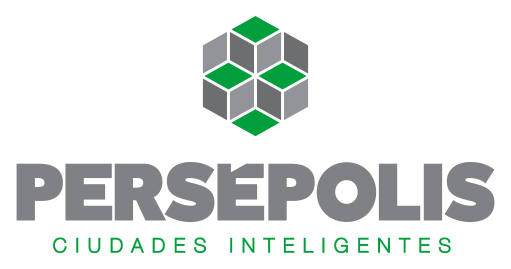 PERSÉPOLIS
CIUDADES INTELIGENTES